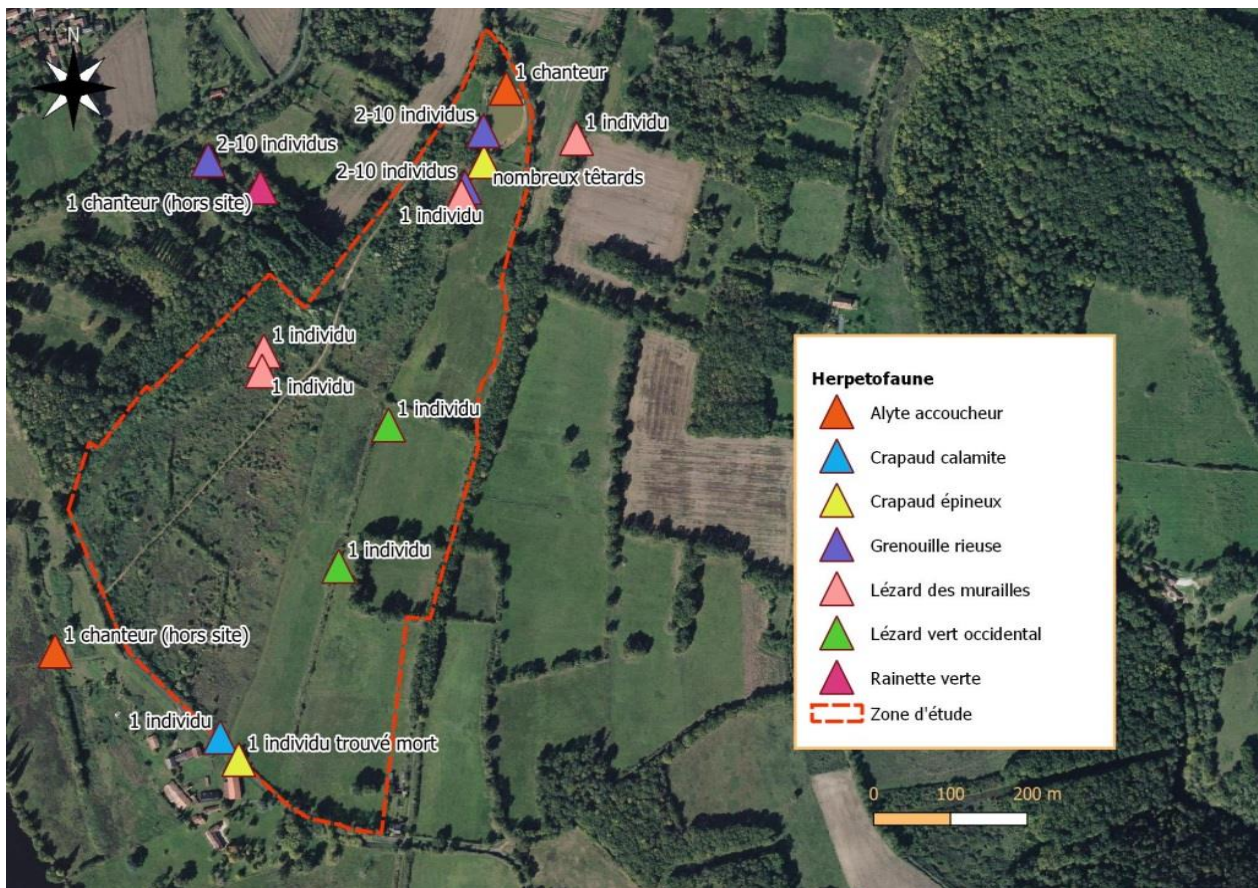 N
1 chanteur
2-10 individus
1 individu
2-10 individus
2-10 individus
nombreux têtards
1 chanteur (hors site)
1 individu
1 individu
1 individu
1 individu
1 individu
1 chanteur (hors site)
1 individu
1 individu trouvé mort
Herpetofaune
Alyte accoucheur
Crapaud calamite
Crapaud épineux
Grenouille rieuse
Lézard des murailles
Lézard vert occidental
Rainette verte
Zone d'étude
0 100 200 m